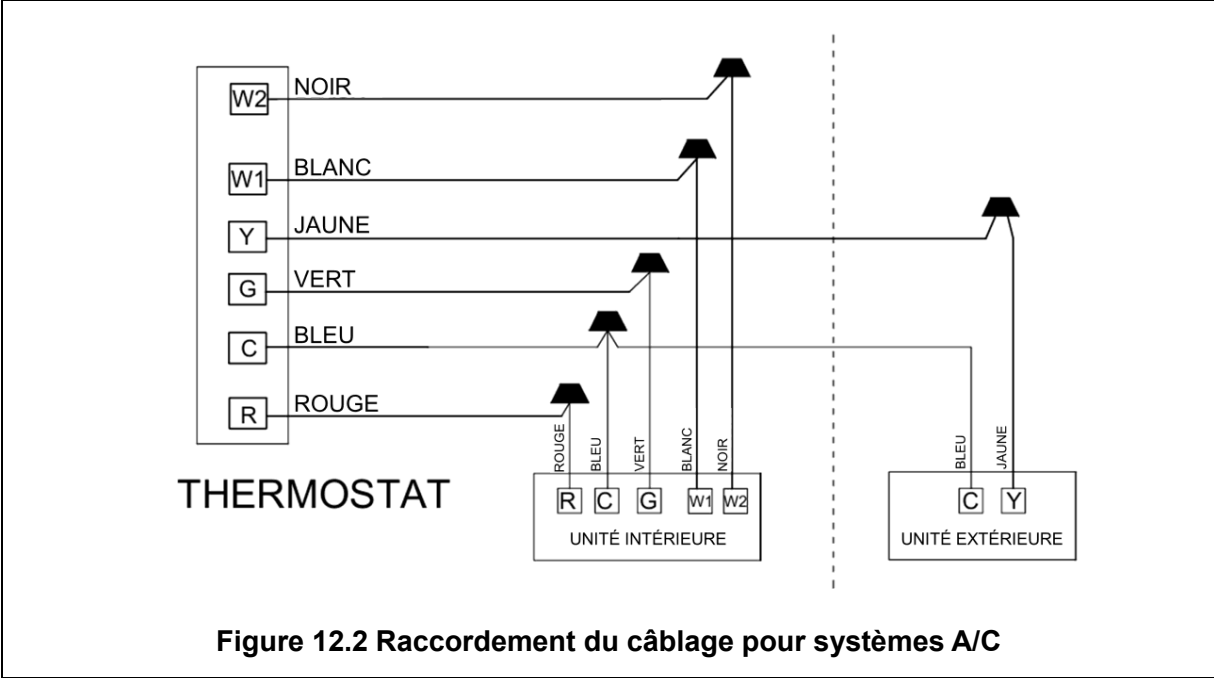 W2 NOIR
W1 BLANC
Y JAUNE
G VERT
C BLEU
R ROUGE
THERMOSTAT
ROUGE BLEU VERT BLANC NOIR
R C G W1 W2
UNITÉ INTÉRIEURE
BLEU JAUNE
C Y
UNITÉ EXTÉRIEURE
Figure 12.2 Raccordement du câblage pour systèmes A/C